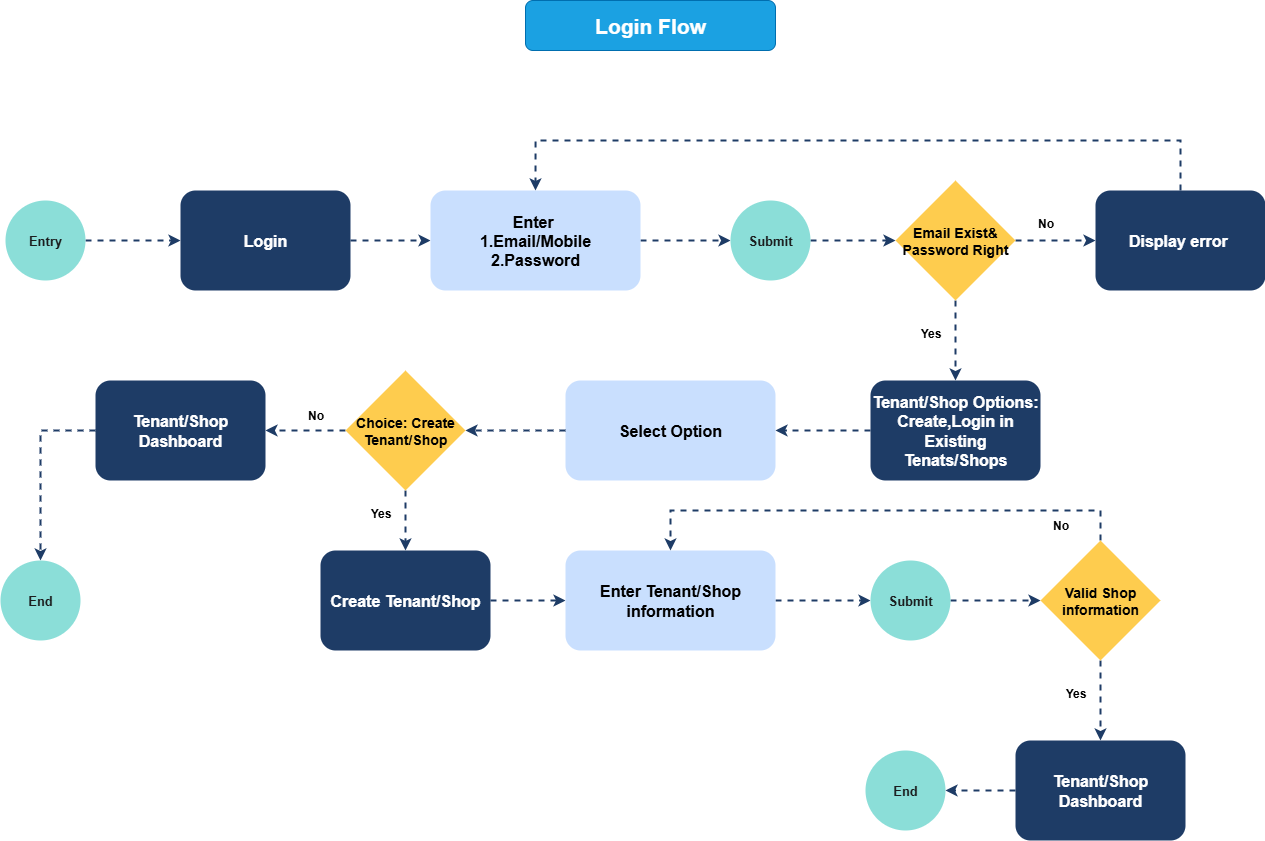 Login Flow
Entry
Login
Enter
1.Email/Mobile
2.Password
Submit
Email Exist&
Password Right
No
Display error
Yes
Tenant/Shop Options:
Create,Login in
Existing
Tenats/Shops
Select Option
Choice: Create
Tenant/Shop
No
Tenant/Shop
Dashboard
End
Yes
Create Tenant/Shop
Enter Tenant/Shop
information
Submit
No
Valid Shop
information
Yes
Tenant/Shop
Dashboard
End